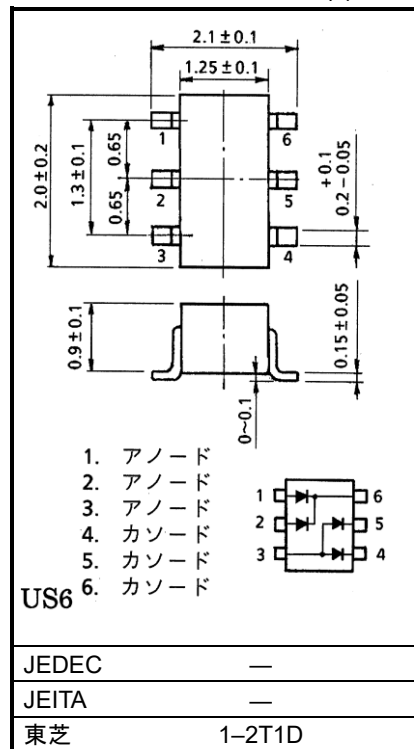 2.1±0.1
1.25±0.1
2.0±0.2
1.3±0.1
0.65
0.65
1
2
3
6
5
4
+0.1
0.2-0.05
0.9±0.1
0~0.1
0.15±0.05
1. アノード
2. アノード
3. アノード
4. カソード
5. カソード
6. カソード
US6
1
2
3
6
5
4
JEDEC —
JEITA —
東芝 1–2T1D